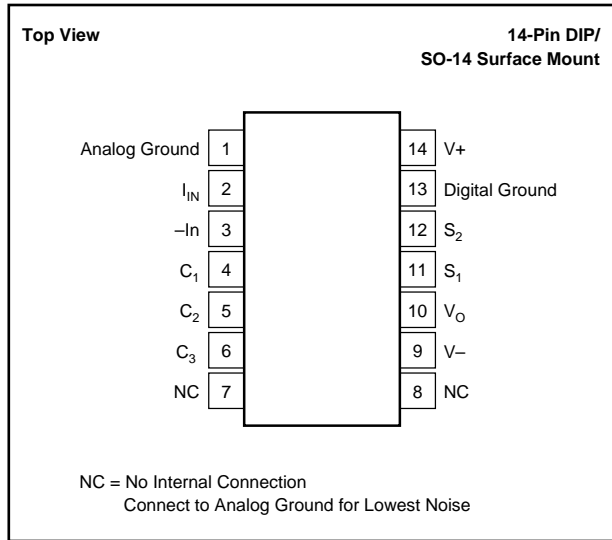 Top View
14-Pin DIP/
SO-14 Surface Mount
Analog Ground 1 14 V+
I_IN 2 13 Digital Ground
–In 3 12 S_2
C_1 4 11 S_1
C_2 5 10 V_O
C_3 6 9 V–
NC 7 8 NC
NC = No Internal Connection
Connect to Analog Ground for Lowest Noise